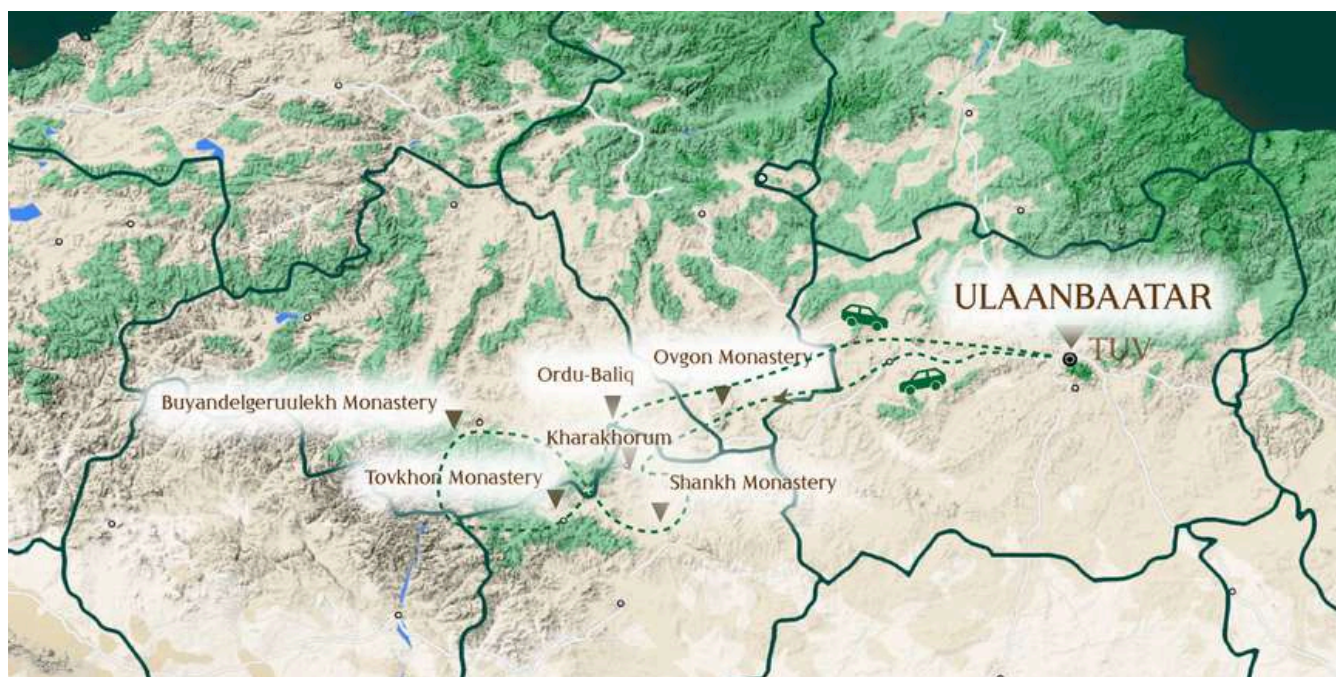 ULAANBAATAR
TUV
Ovgon Monastery
Ordu-Baliq
Buyandelgeruulekh Monastery
Kharakhorum
Tovkhon Monastery
Shankh Monastery